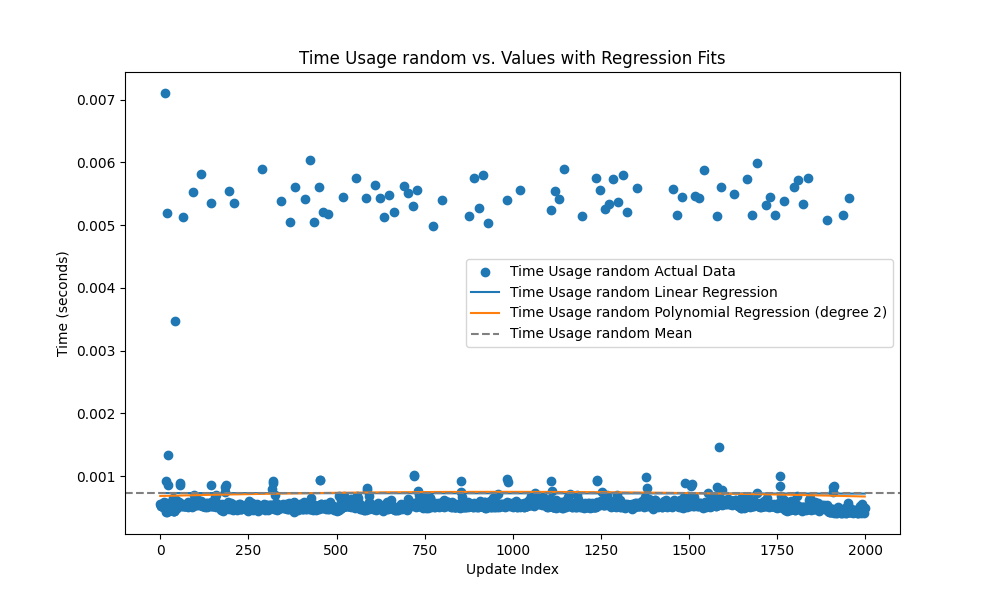 Time Usage random vs. Values with Regression Fits
Time (seconds)
0.007
0.006
0.005
0.004
0.003
0.002
0.001
Time Usage random Actual Data
Time Usage random Linear Regression
Time Usage random Polynomial Regression (degree 2)
Time Usage random Mean
0 250 500 750 1000 1250 1500 1750 2000
Update Index